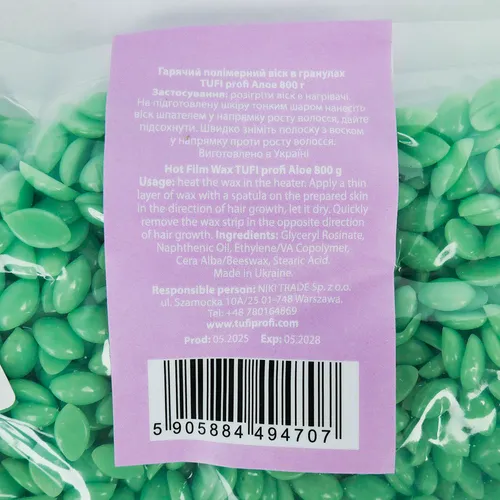 Гарячий полімерний віск в гранулах
TUFI profi Алоє 800 г
Застосування: розігріти віск в нагрівачі.
На підготовлену шкіру тонким шаром нанесіть
віск шпателем у напрямку росту волосся, дайте
підсохнути. Швидко зніміть полоску з воском
у напрямку проти росту волосся.
Виготовлено в Україні
Hot Film Wax TUFI profi Aloe 800 g
Usage: heat the wax in the heater. Apply a thin
layer of wax with a spatula on the prepared skin
in the direction of hair growth, let it dry. Quickly
remove the wax strip in the opposite direction
of hair growth. Ingredients: Glyceryl Rosinate,
Naphthenic Oil, Ethylene/VA Copolymer,
Cera Alba/Beeswax, Stearic Acid.
Made in Ukraine.
Responsible person: NIKI TRADE Sp. z o.o.
ul. Szamocka 10A/25 01-748 Warszawa.
Tel: +48 780164869
www.tufiprofi.com
Prod: 05.2025 Exp: 05.2028
5 905884 494707